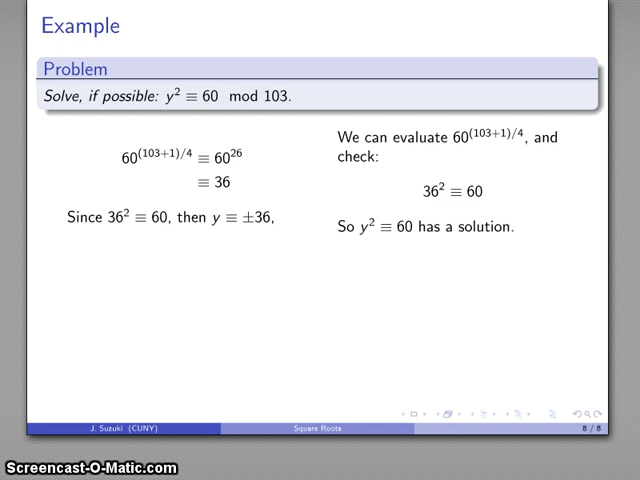 Example
Problem
Solve, if possible: y² ≡ 60 mod 103.
60⁽¹⁰³⁺¹⁾/⁴ ≡ 60²⁶
≡ 36
Since 36² ≡ 60, then y ≡ ±36,
We can evaluate 60⁽¹⁰³⁺¹⁾/⁴, and
check:
36² ≡ 60
So y² ≡ 60 has a solution.
J. Suzuki (CUNY)
Square Roots
8 / 8
Screencast-O-Matic.com